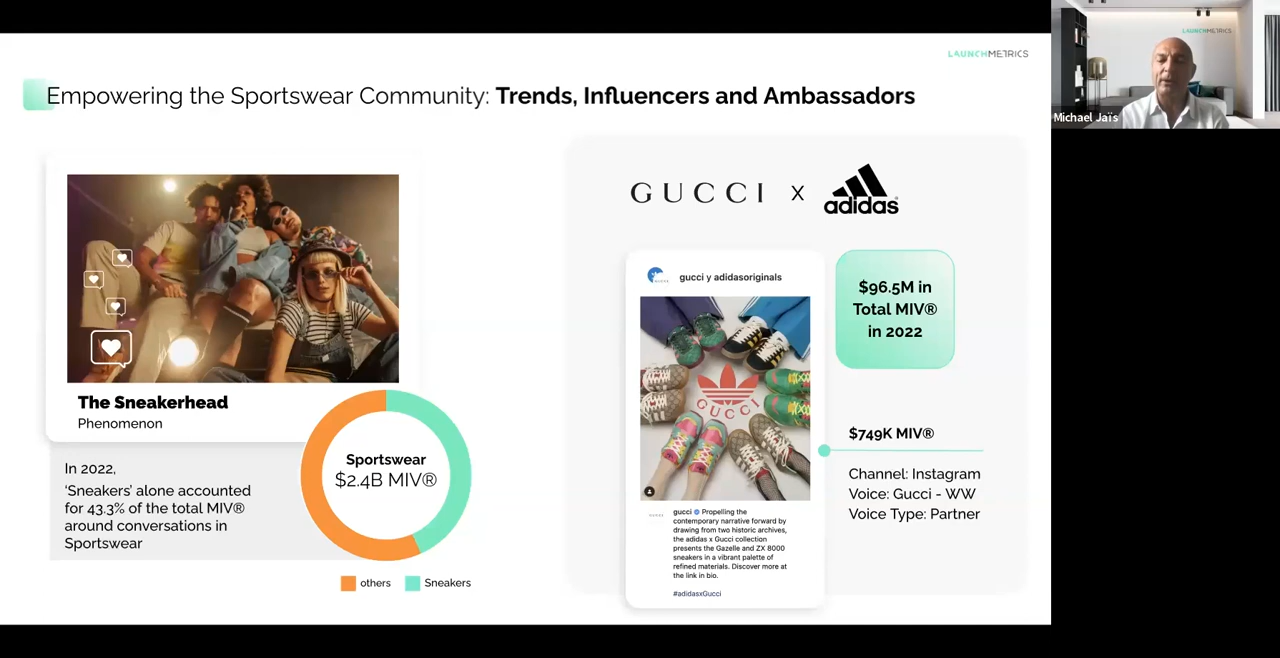 LAUNCHMETRICS
Empowering the Sportswear Community: Trends, Influencers and Ambassadors
The Sneakerhead
Phenomenon
In 2022,
‘Sneakers’ alone accounted
for 43.3% of the total MIV®
around conversations in
Sportswear
Sportswear
$2.4B MIV®
others
Sneakers
GUCCI x adidas®
gucci y adidasoriginals
GUCCI
$96.5M in
Total MIV®
in 2022
gucci Propelling the
contemporary narrative forward by
drawing from two historic archives,
the adidas x Gucci collection
presents the Gazelle and ZX 8000
sneakers in a vibrant palette of
refined materials. Discover more at
the link in bio.
#adidasxGucci
$749K MIV®
Channel: Instagram
Voice: Gucci - WW
Voice Type: Partner
LAUNCHMETRICS
Michael Jaïs